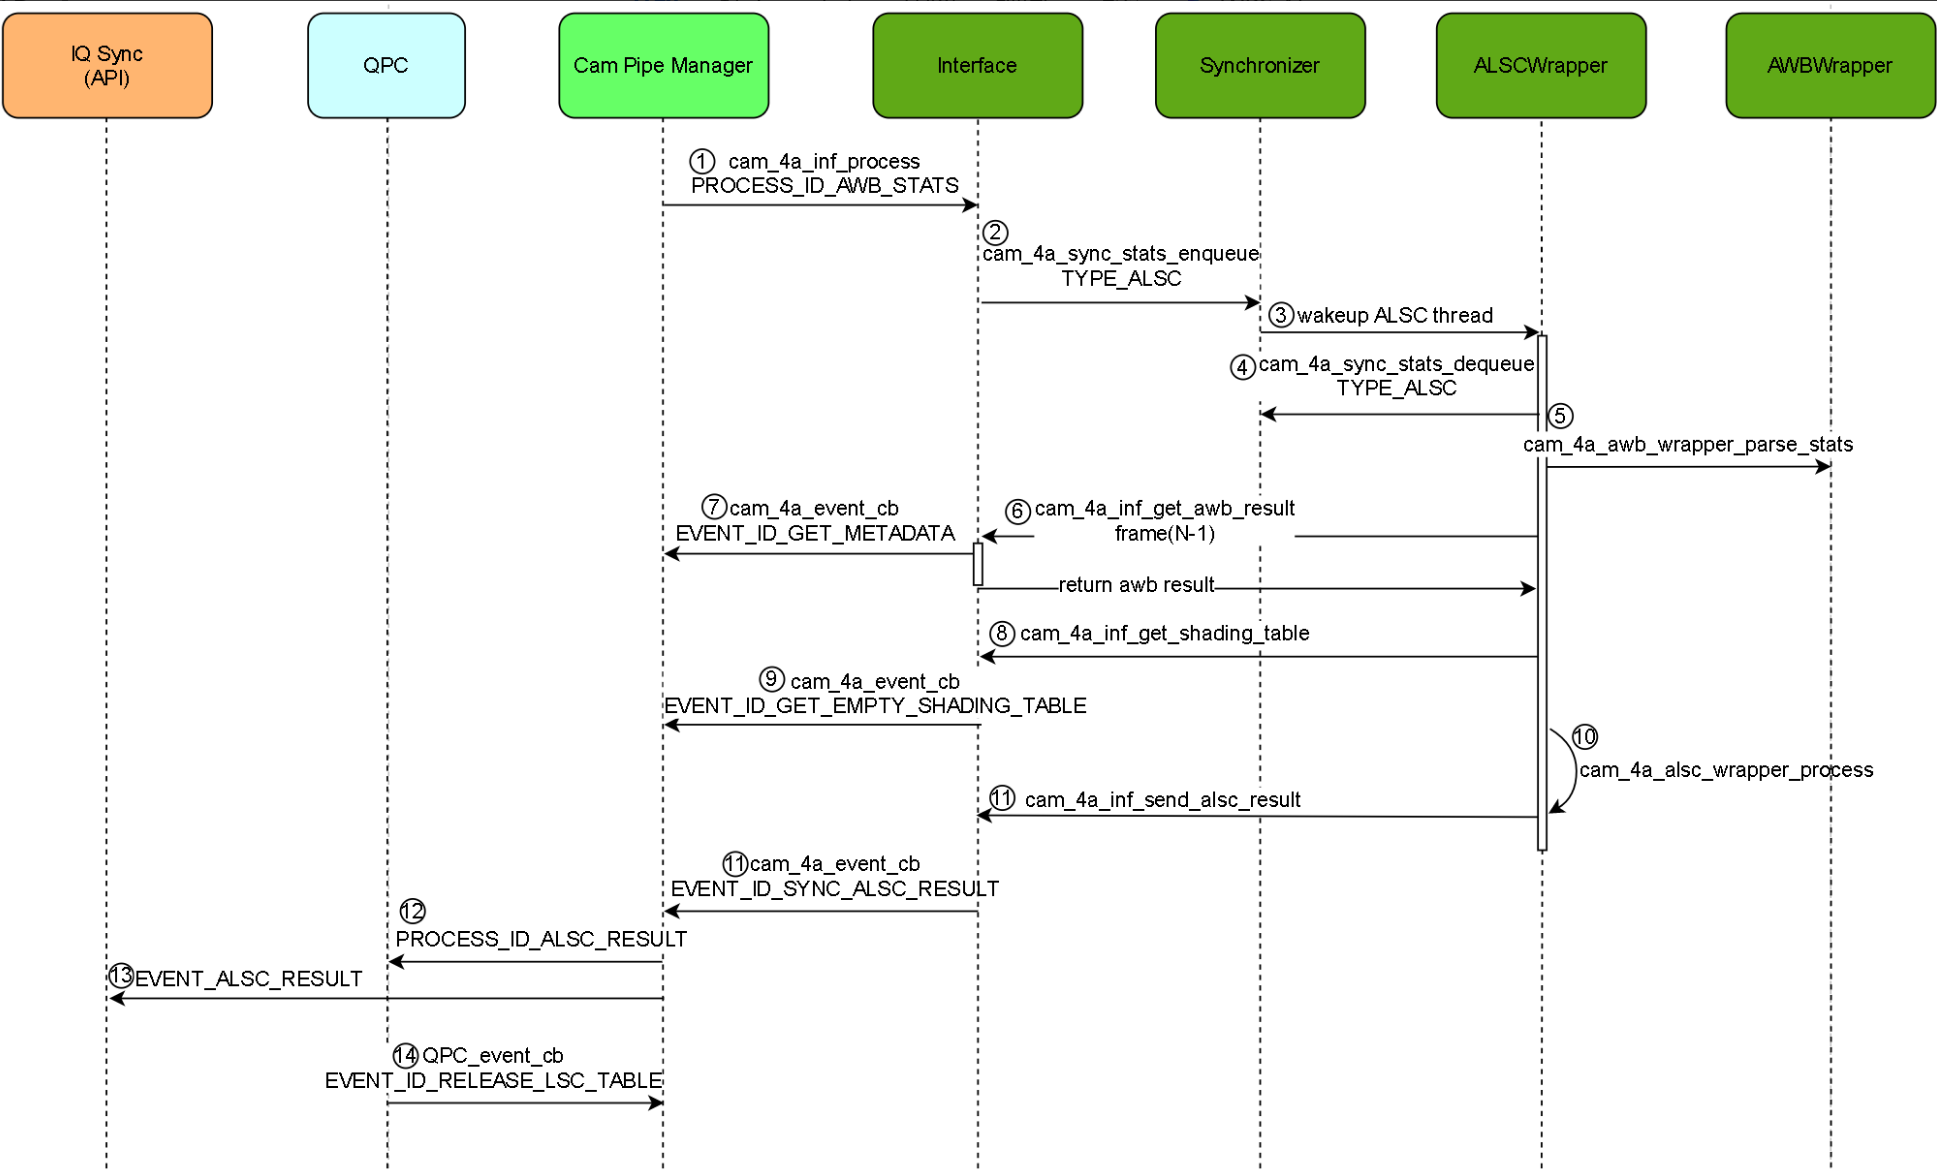 IQ Sync
(API)
QPC
Cam Pipe Manager
Interface
Synchronizer
ALSCWrapper
AWBWrapper
1 cam_4a_inf_process
PROCESS_ID_AWB_STATS
2
cam_4a_sync_stats_enqueue
TYPE_ALSC
3 wakeup ALSC thread
4 cam_4a_sync_stats_dequeue
TYPE_ALSC
5
cam_4a_awb_wrapper_parse_stats
6 cam_4a_inf_get_awb_result
frame(N-1)
7 cam_4a_event_cb
EVENT_ID_GET_METADATA
return awb result
8 cam_4a_inf_get_shading_table
9 cam_4a_event_cb
EVENT_ID_GET_EMPTY_SHADING_TABLE
10
cam_4a_alsc_wrapper_process
11 cam_4a_inf_send_alsc_result
11 cam_4a_event_cb
EVENT_ID_SYNC_ALSC_RESULT
12
PROCESS_ID_ALSC_RESULT
13 EVENT_ALSC_RESULT
14 QPC_event_cb
EVENT_ID_RELEASE_LSC_TABLE